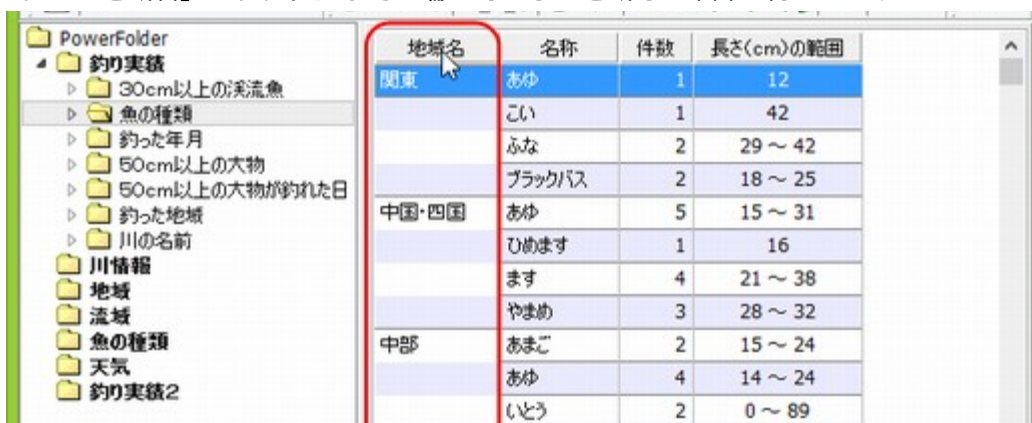 PowerFolder
釣り実績
30cm以上の渓流魚
魚の種類
釣った年月
50cm以上の大物
50cm以上の大物が釣れた日
釣った地域
川の名前
川情報
地域
流域
魚の種類
天気
釣り実績2
地域名 名称 件数 長さ(cm)の範囲
関東 あゆ 1 12
こい 1 42
ふな 2 29 ～ 42
ブラックバス 2 18 ～ 25
中国・四国 あゆ 5 15 ～ 31
ひめます 1 16
ます 4 21 ～ 38
やまめ 3 28 ～ 32
中部 あまご 2 15 ～ 24
あゆ 4 14 ～ 24
いとう 2 0 ～ 89